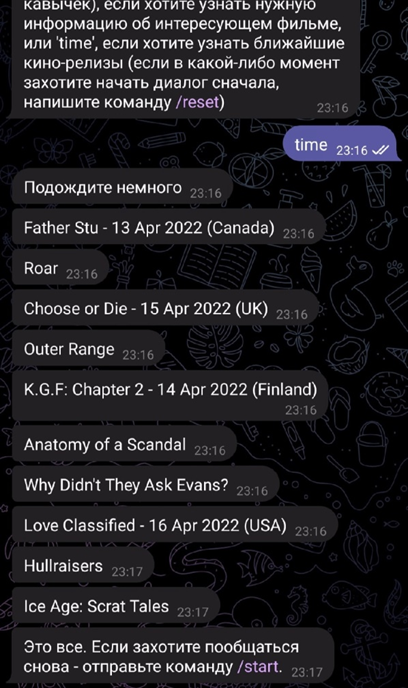 кавычек), если хотите узнать нужную
информацию об интересующем фильме,
или 'time', если хотите узнать ближайшие
кино-релизы (если в какой-либо момент
захотите начать диалог сначала,
напишите команду /reset) 23:16
time 23:16
Подождите немного 23:16
Father Stu - 13 Apr 2022 (Canada) 23:16
Roar 23:16
Choose or Die - 15 Apr 2022 (UK) 23:16
Outer Range 23:16
K.G.F: Chapter 2 - 14 Apr 2022 (Finland)
23:16
Anatomy of a Scandal 23:16
Why Didn't They Ask Evans? 23:16
Love Classified - 16 Apr 2022 (USA) 23:16
Hullraisers 23:17
Ice Age: Scrat Tales 23:17
Это все. Если захотите пообщаться
снова - отправьте команду /start. 23:17